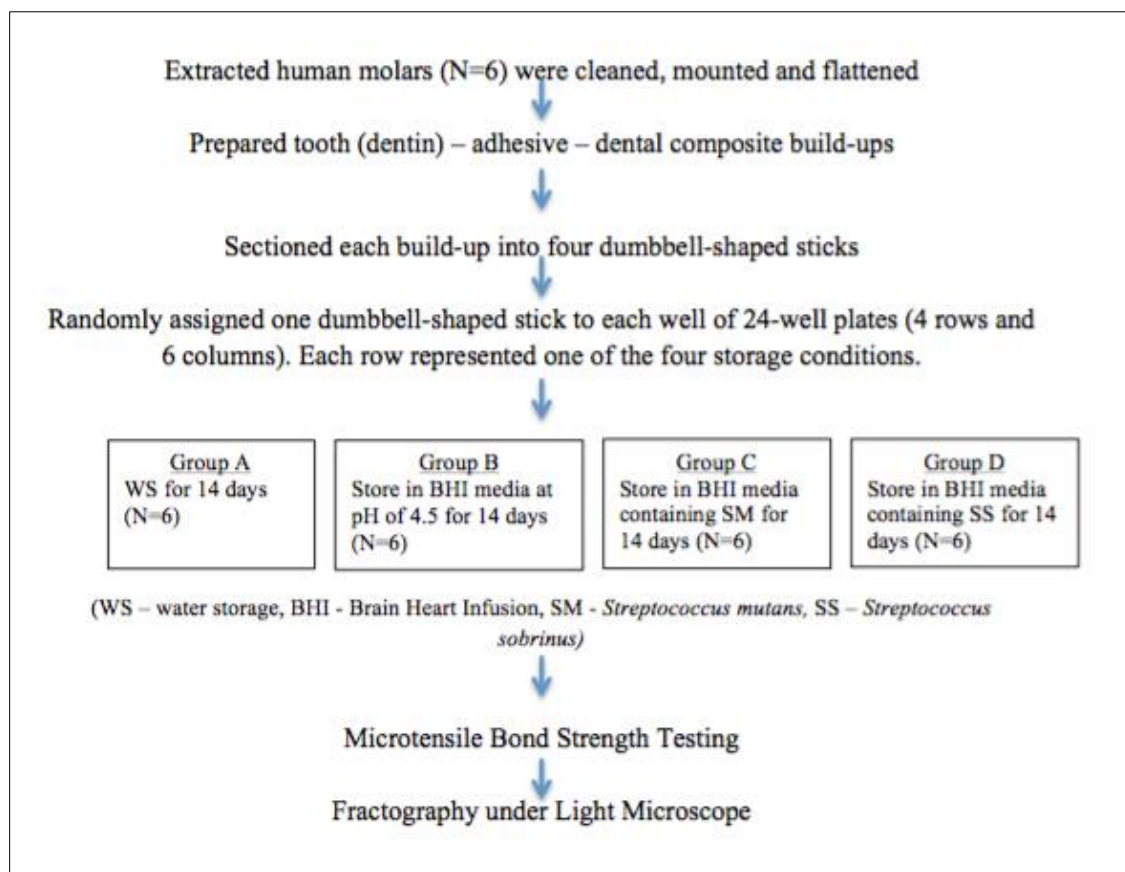 Extracted human molars (N=6) were cleaned, mounted and flattened
Prepared tooth (dentin) – adhesive – dental composite build-ups
Sectioned each build-up into four dumbbell-shaped sticks
Randomly assigned one dumbbell-shaped stick to each well of 24-well plates (4 rows and
6 columns). Each row represented one of the four storage conditions.
Group A
WS for 14 days
(N=6)
Group B
Store in BHI media at
pH of 4.5 for 14 days
(N=6)
Group C
Store in BHI media
containing SM for
14 days (N=6)
Group D
Store in BHI media
containing SS for 14
days (N=6)
(WS – water storage, BHI - Brain Heart Infusion, SM - Streptococcus mutans, SS – Streptococcus
sobrinus)
Microtensile Bond Strength Testing
Fractography under Light Microscope